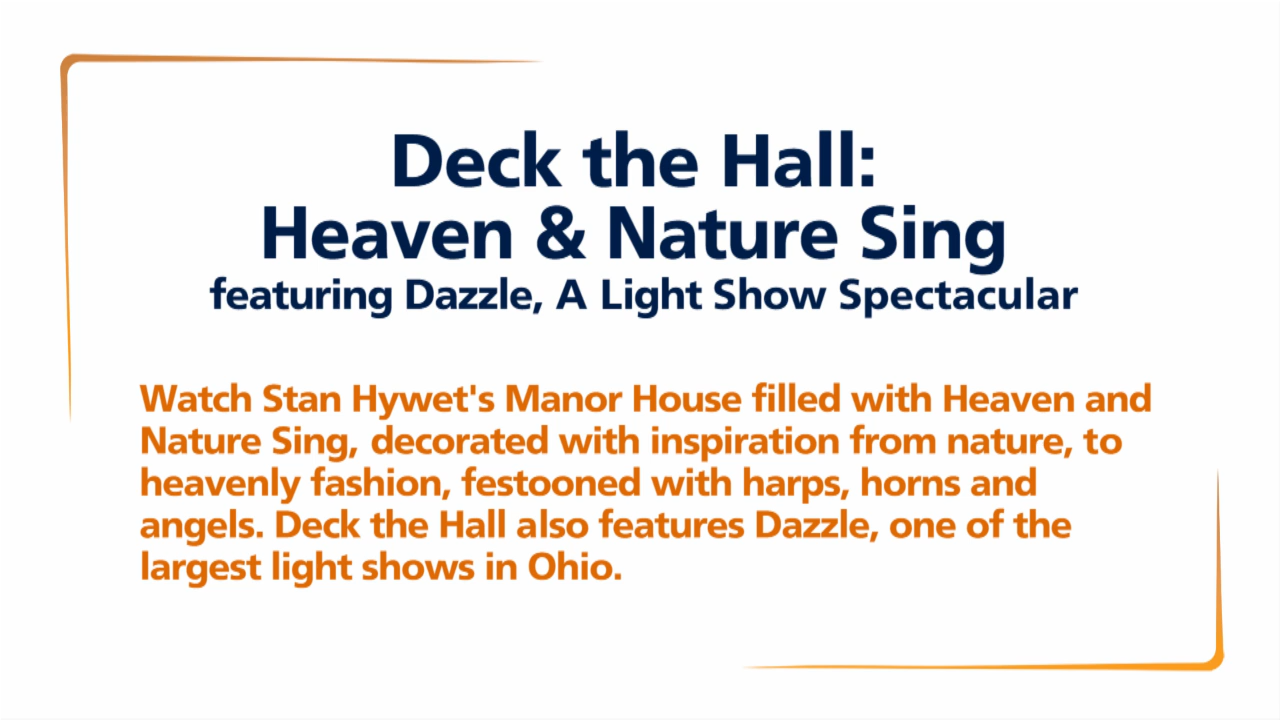 Deck the Hall:
Heaven & Nature Sing
featuring Dazzle, A Light Show Spectacular
Watch Stan Hywet's Manor House filled with Heaven and
Nature Sing, decorated with inspiration from nature, to
heavenly fashion, festooned with harps, horns and
angels. Deck the Hall also features Dazzle, one of the
largest light shows in Ohio.